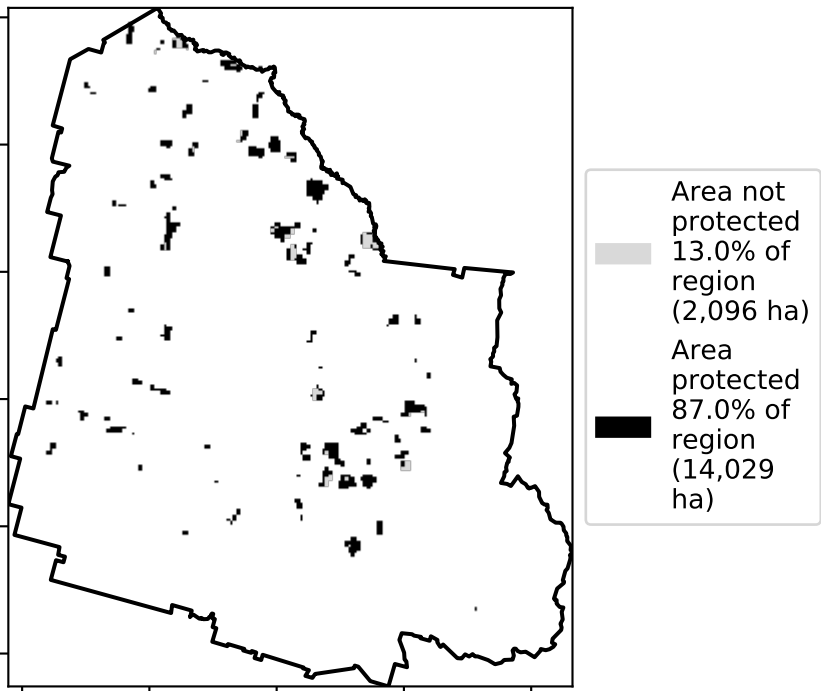 Area not
protected
13.0% of
region
(2,096 ha)
Area
protected
87.0% of
region
(14,029
ha)